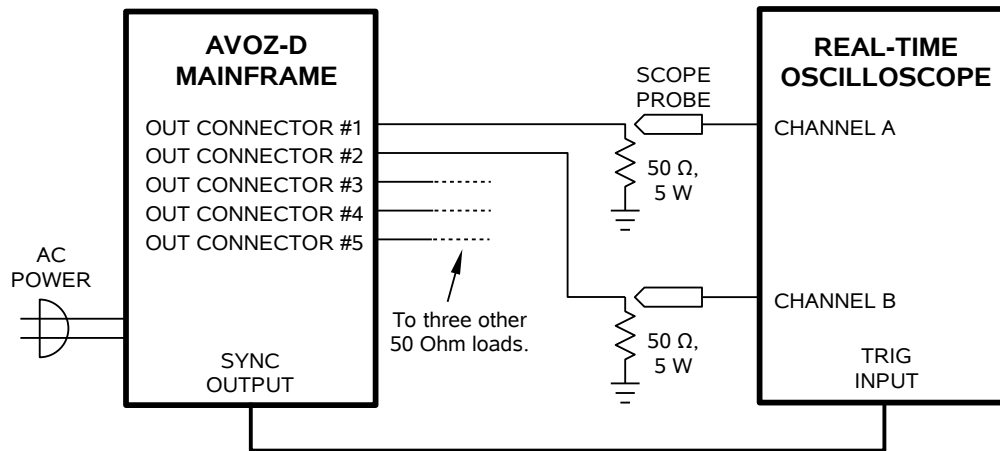 AVOZ-D
MAINFRAME
OUT CONNECTOR #1
OUT CONNECTOR #2
OUT CONNECTOR #3
OUT CONNECTOR #4
OUT CONNECTOR #5
AC
POWER
SYNC
OUTPUT
To three other
50 Ohm loads.
SCOPE
PROBE
50 Ω,
5 W
50 Ω,
5 W
REAL-TIME
OSCILLOSCOPE
CHANNEL A
CHANNEL B
TRIG
INPUT